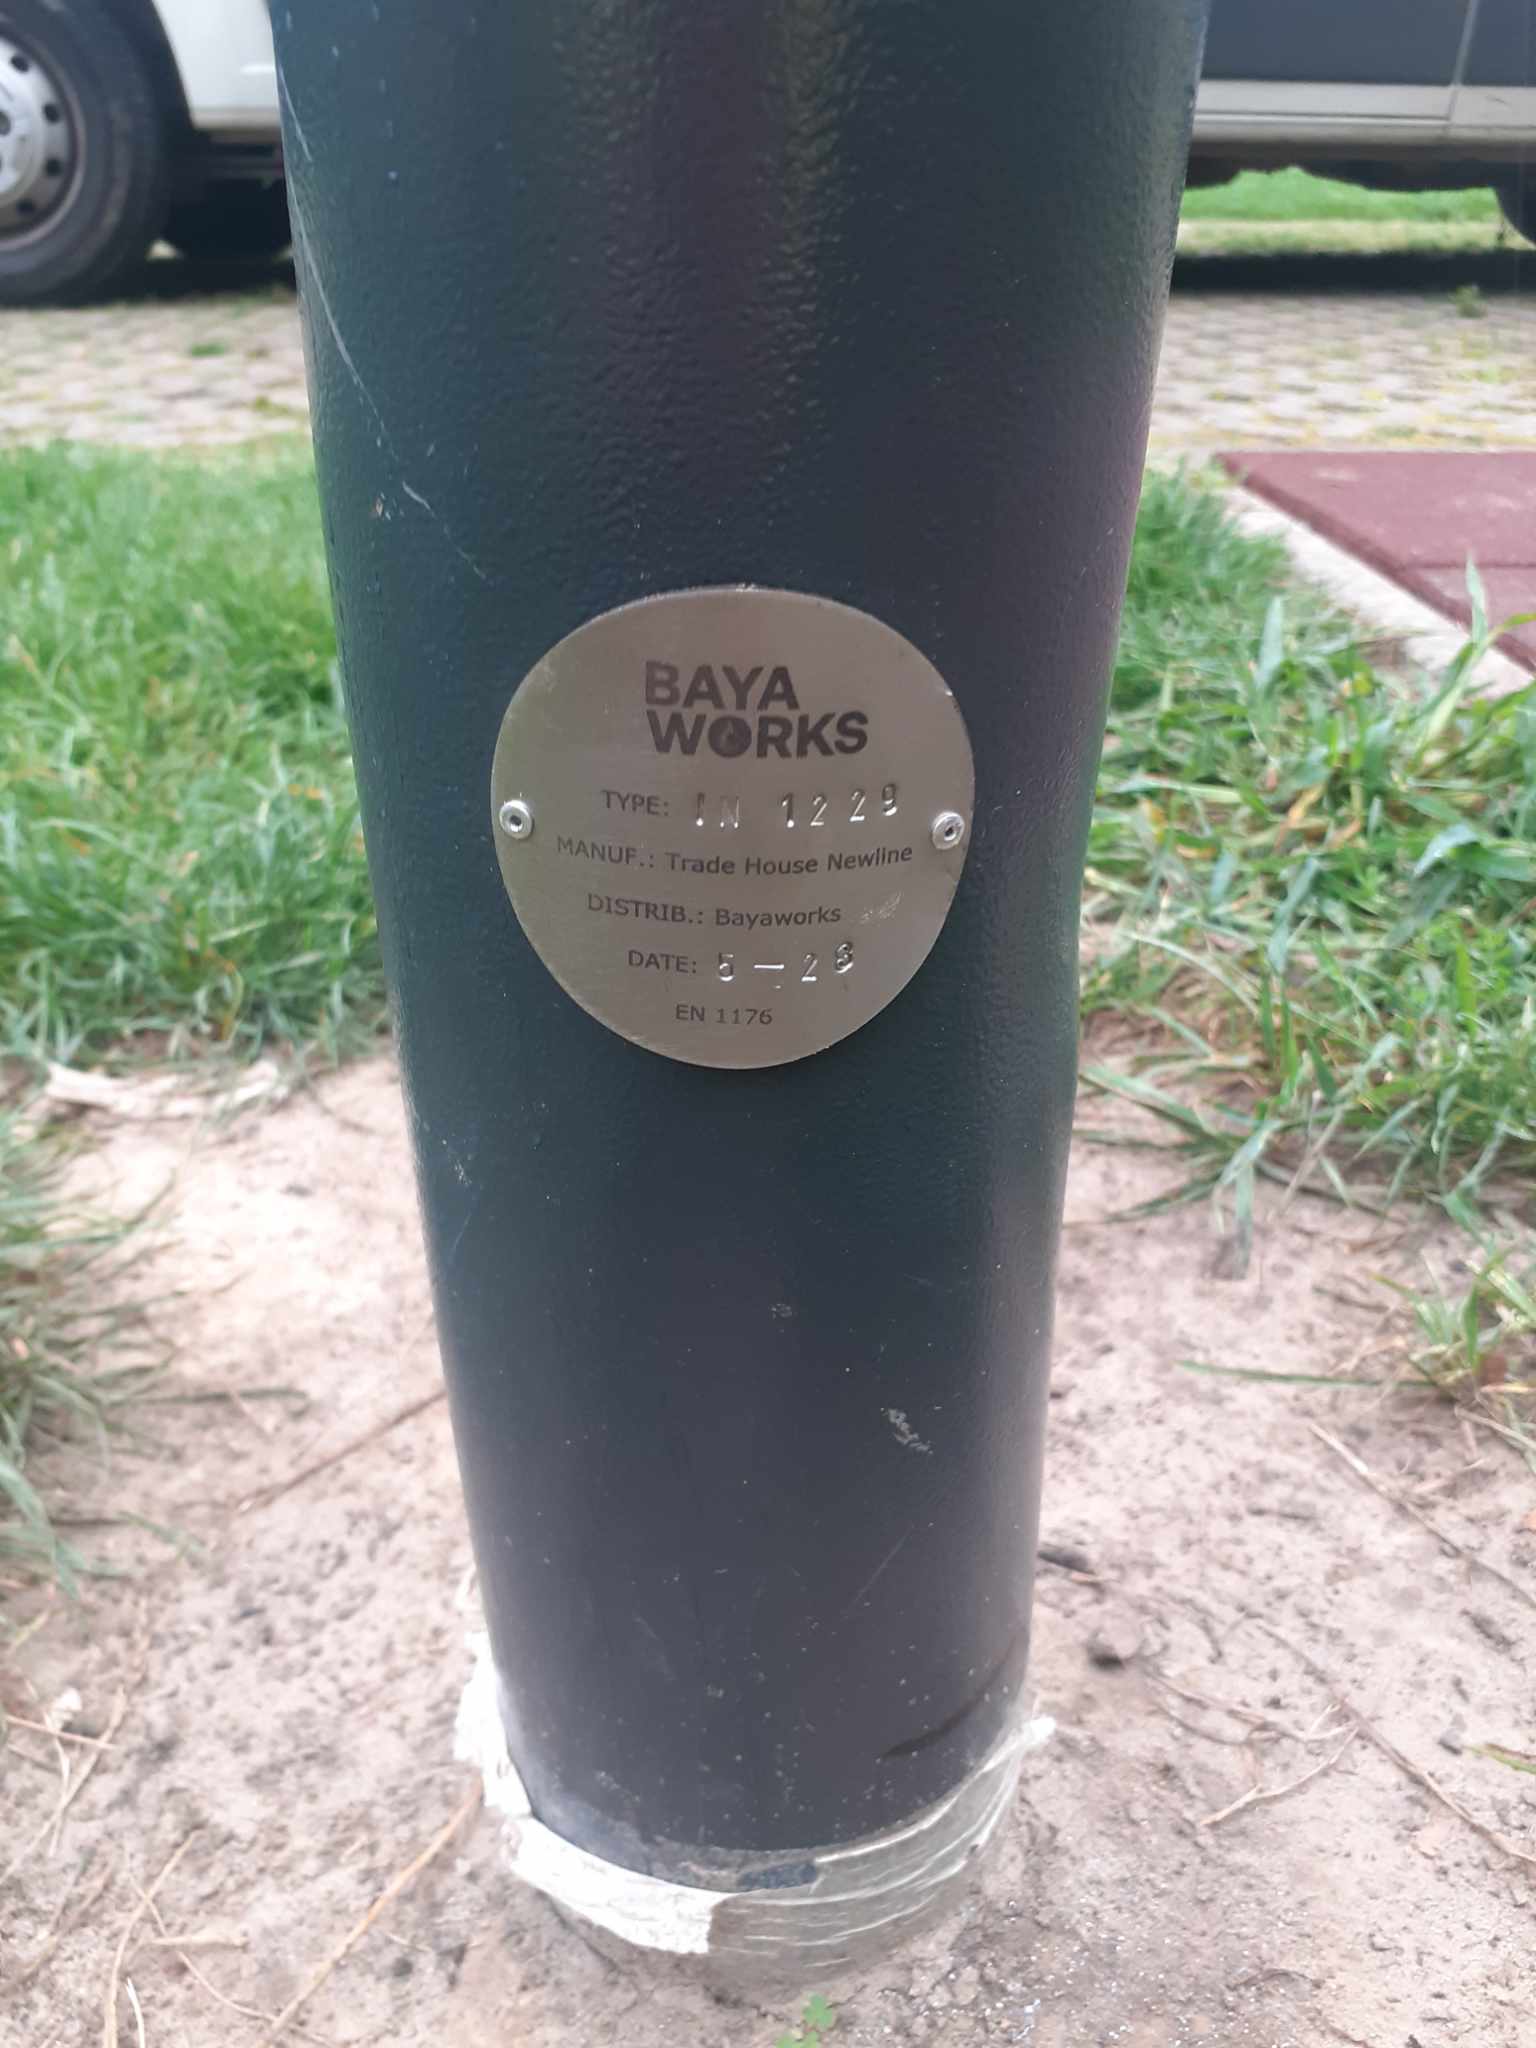 BAYA
WORKS
TYPE: IN 1229
MANUF.: Trade House Newline
DISTRIB.: Bayaworks
DATE: 5 – 23
EN 1176